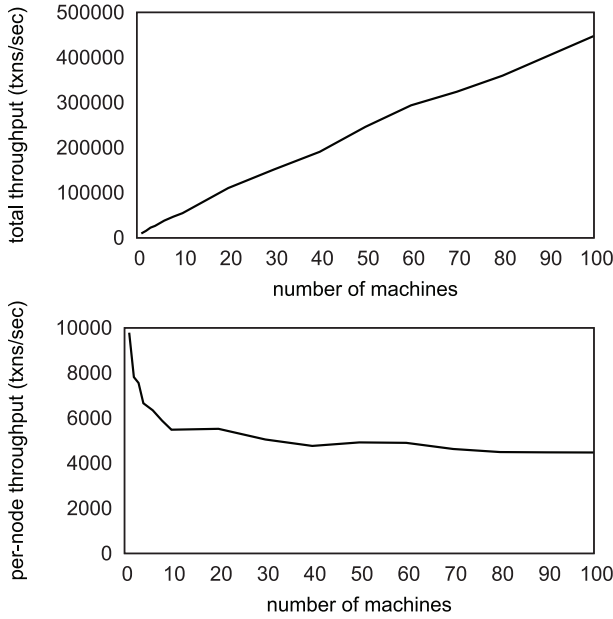 total throughput (txns/sec)
500000
400000
300000
200000
100000
0
0 10 20 30 40 50 60 70 80 90 100
number of machines
per-node throughput (txns/sec)
10000
8000
6000
4000
2000
0
0 10 20 30 40 50 60 70 80 90 100
number of machines